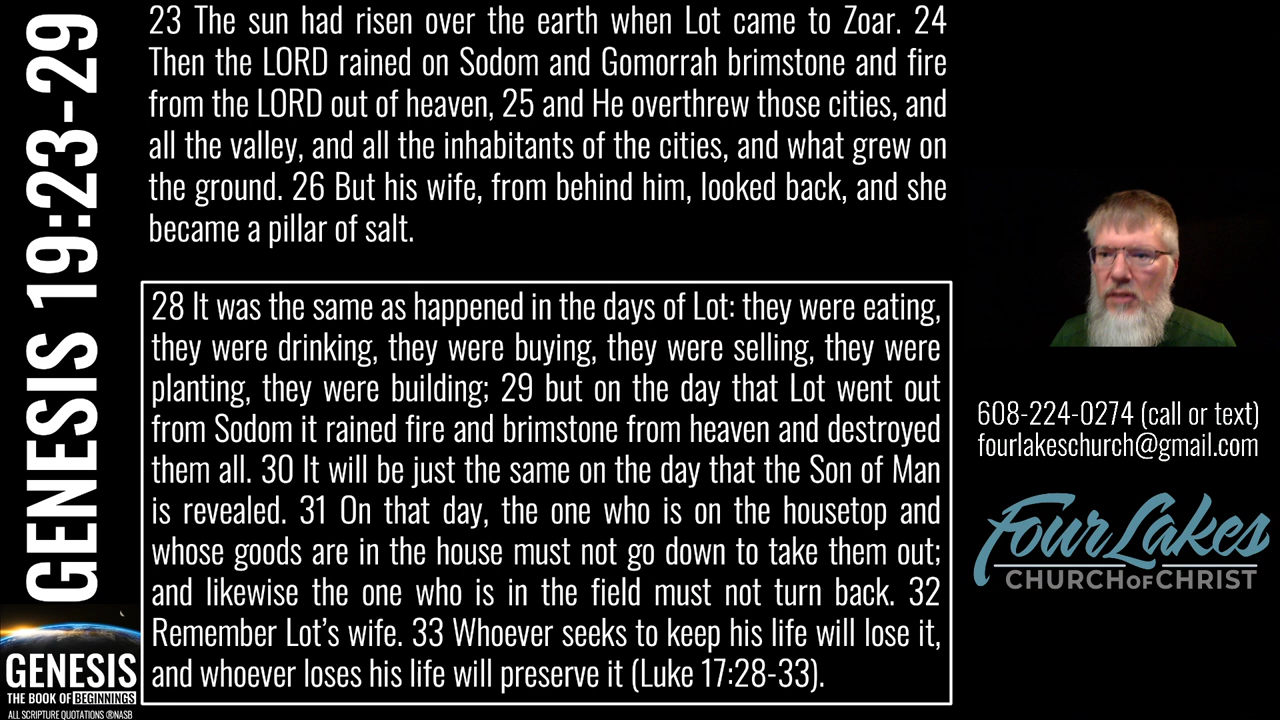 GENESIS 19:23-29
23 The sun had risen over the earth when Lot came to Zoar. 24
Then the LORD rained on Sodom and Gomorrah brimstone and fire
from the LORD out of heaven, 25 and He overthrew those cities, and
all the valley, and all the inhabitants of the cities, and what grew on
the ground. 26 But his wife, from behind him, looked back, and she
became a pillar of salt.
28 It was the same as happened in the days of Lot: they were eating,
they were drinking, they were buying, they were selling, they were
planting, they were building; 29 but on the day that Lot went out
from Sodom it rained fire and brimstone from heaven and destroyed
them all. 30 It will be just the same on the day that the Son of Man
is revealed. 31 On that day, the one who is on the housetop and
whose goods are in the house must not go down to take them out;
and likewise the one who is in the field must not turn back. 32
Remember Lot's wife. 33 Whoever seeks to keep his life will lose it,
and whoever loses his life will preserve it (Luke 17:28-33).
GENESIS
THE BOOK OF BEGINNINGS
ALL SCRIPTURE QUOTATIONS ®NASB
608-224-0274 (call or text)
fourlakeschurch@gmail.com
Four Lakes
CHURCH OF CHRIST